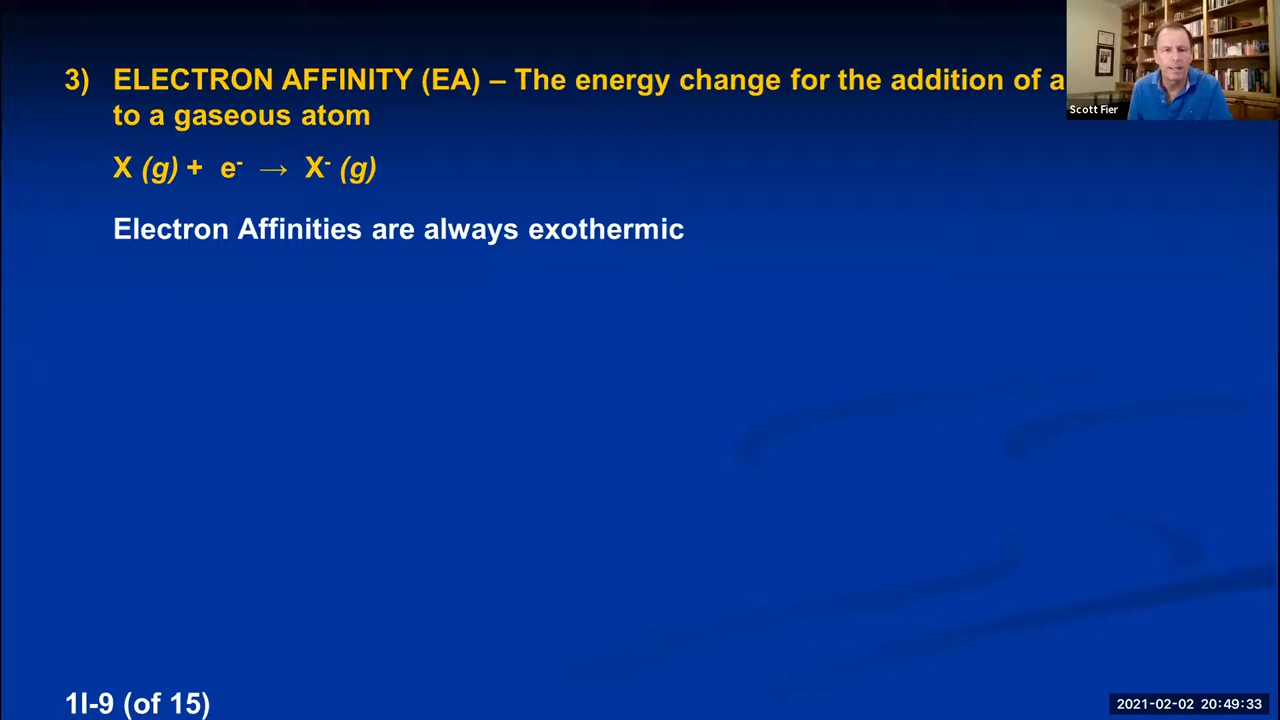 3) ELECTRON AFFINITY (EA) – The energy change for the addition of a
to a gaseous atom
X (g) + e- → X- (g)
Electron Affinities are always exothermic
1I-9 (of 15)
Scott Fier
2021-02-02 20:49:33